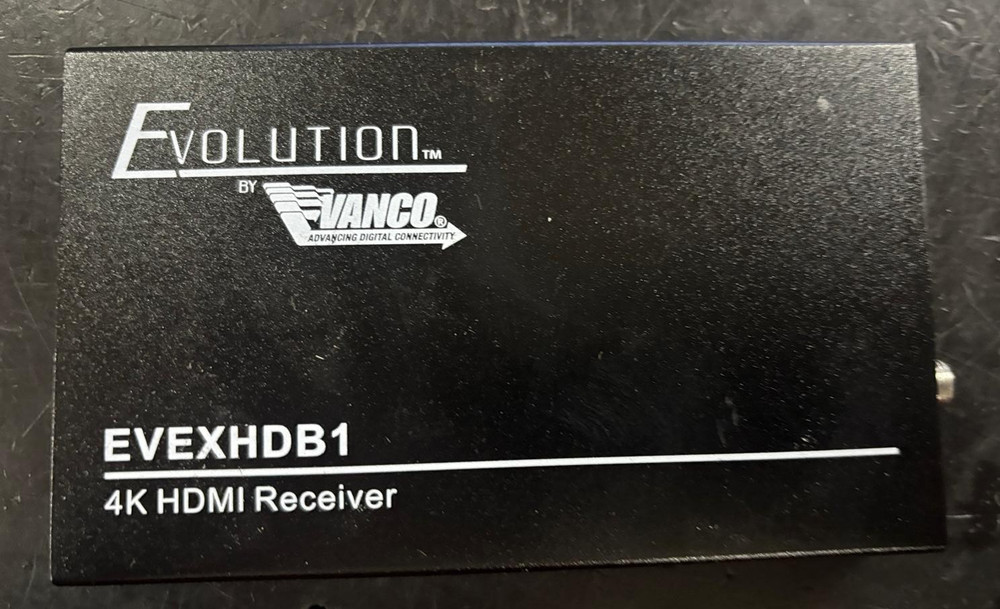 EVOLUTION™
BY VANCO®
ADVANCING DIGITAL CONNECTIVITY
EVEXHDB1
4K HDMI Receiver